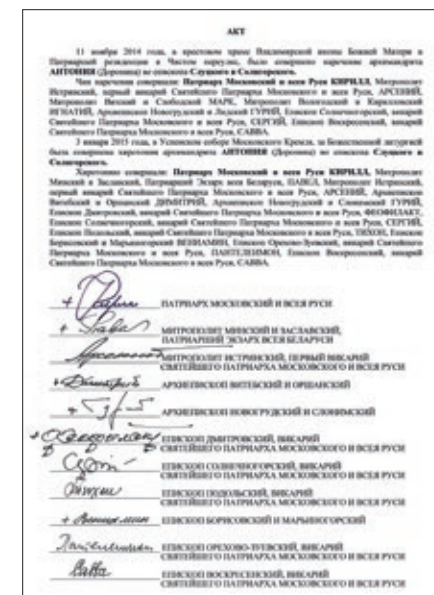 АКТ
11 ноября 2014 года, в крестовом храме Владимирской иконы Божией Матери в
Патриаршей резиденции в Чистом переулке, было совершено наречение архимандрита
АНТОНИЯ (Доронина) во епископа Слуцкого и Солигорского.
Чин наречения совершили: Патриарх Московский и всея Руси КИРИЛЛ, Митрополит
Истринский, первый викарий Святейшего Патриарха Московского и всея Руси, АРСЕНИЙ,
Митрополит Вятский и Слободской МАРК, Митрополит Вологодский и Кирилловский
ИГНАТИЙ, Архиепископ Новогрудский и Лидский ГУРИЙ, Епископ Солнечногорский, викарий
Святейшего Патриарха Московского и всея Руси, СЕРГИЙ, Епископ Воскресенский, викарий
Святейшего Патриарха Московского и всея Руси, САВВА.
3 января 2015 года, в Успенском соборе Московского Кремля, за Божественной литургией
была совершена хиротония архимандрита АНТОНИЯ (Доронина) во епископа Слуцкого и
Солигорского.
Хиротонию совершили: Патриарх Московский и всея Руси КИРИЛЛ, Митрополит
Минский и Заславский, Патриарший Экзарх всея Беларуси, ПАВЕЛ, Митрополит Истринский,
первый викарий Святейшего Патриарха Московского и всея Руси, АРСЕНИЙ, Архиепископ
Витебский и Оршанский ДИМИТРИЙ, Архиепископ Новогрудский и Слонимский ГУРИЙ,
Епископ Дмитровский, викарий Святейшего Патриарха Московского и всея Руси, ФЕОФИЛАКТ,
Епископ Солнечногорский, викарий Святейшего Патриарха Московского и всея Руси, СЕРГИЙ,
Епископ Подольский, викарий Святейшего Патриарха Московского и всея Руси, ТИХОН, Епископ
Борисовский и Марьиногорский ВЕНИАМИН, Епископ Орехово-Зуевский, викарий Святейшего
Патриарха Московского и всея Руси, ПАНТЕЛЕИМОН, Епископ Воскресенский, викарий
Святейшего Патриарха Московского и всея Руси, САВВА.
ПАТРИАРХ МОСКОВСКИЙ И ВСЕЯ РУСИ
МИТРОПОЛИТ МИНСКИЙ И ЗАСЛАВСКИЙ,
ПАТРИАРШИЙ ЭКЗАРХ ВСЕЯ БЕЛАРУСИ
МИТРОПОЛИТ ИСТРИНСКИЙ, ПЕРВЫЙ ВИКАРИЙ
СВЯТЕЙШЕГО ПАТРИАРХА МОСКОВСКОГО И ВСЕЯ РУСИ
+ Димитрий АРХИЕПИСКОП ВИТЕБСКИЙ И ОРШАНСКИЙ
АРХИЕПИСКОП НОВОГРУДСКИЙ И СЛОНИМСКИЙ
ЕПИСКОП ДМИТРОВСКИЙ, ВИКАРИЙ
СВЯТЕЙШЕГО ПАТРИАРХА МОСКОВСКОГО И ВСЕЯ РУСИ
ЕПИСКОП СОЛНЕЧНОГОРСКИЙ, ВИКАРИЙ
СВЯТЕЙШЕГО ПАТРИАРХА МОСКОВСКОГО И ВСЕЯ РУСИ
ЕПИСКОП ПОДОЛЬСКИЙ, ВИКАРИЙ
СВЯТЕЙШЕГО ПАТРИАРХА МОСКОВСКОГО И ВСЕЯ РУСИ
+ Вениамин ЕПИСКОП БОРИСОВСКИЙ И МАРЬИНОГОРСКИЙ
Пантелеимон ЕПИСКОП ОРЕХОВО-ЗУЕВСКИЙ, ВИКАРИЙ
СВЯТЕЙШЕГО ПАТРИАРХА МОСКОВСКОГО И ВСЕЯ РУСИ
Савва ЕПИСКОП ВОСКРЕСЕНСКИЙ, ВИКАРИЙ
СВЯТЕЙШЕГО ПАТРИАРХА МОСКОВСКОГО И ВСЕЯ РУСИ